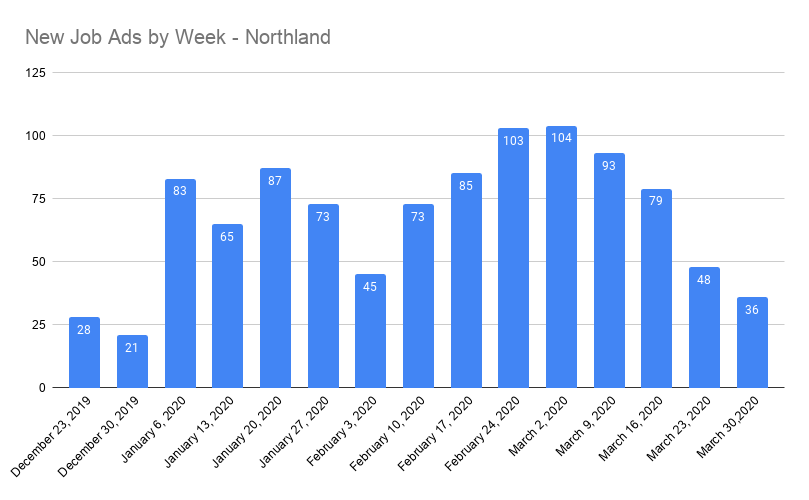 New Job Ads by Week - Northland
125
100
75
50
25
0
28
21
83
65
87
73
45
73
85
103
104
93
79
48
36
December 23, 2019
December 30, 2019
January 6, 2020
January 13, 2020
January 20, 2020
January 27, 2020
February 3, 2020
February 10, 2020
February 17, 2020
February 24, 2020
March 2, 2020
March 9, 2020
March 16, 2020
March 23, 2020
March 30,2020